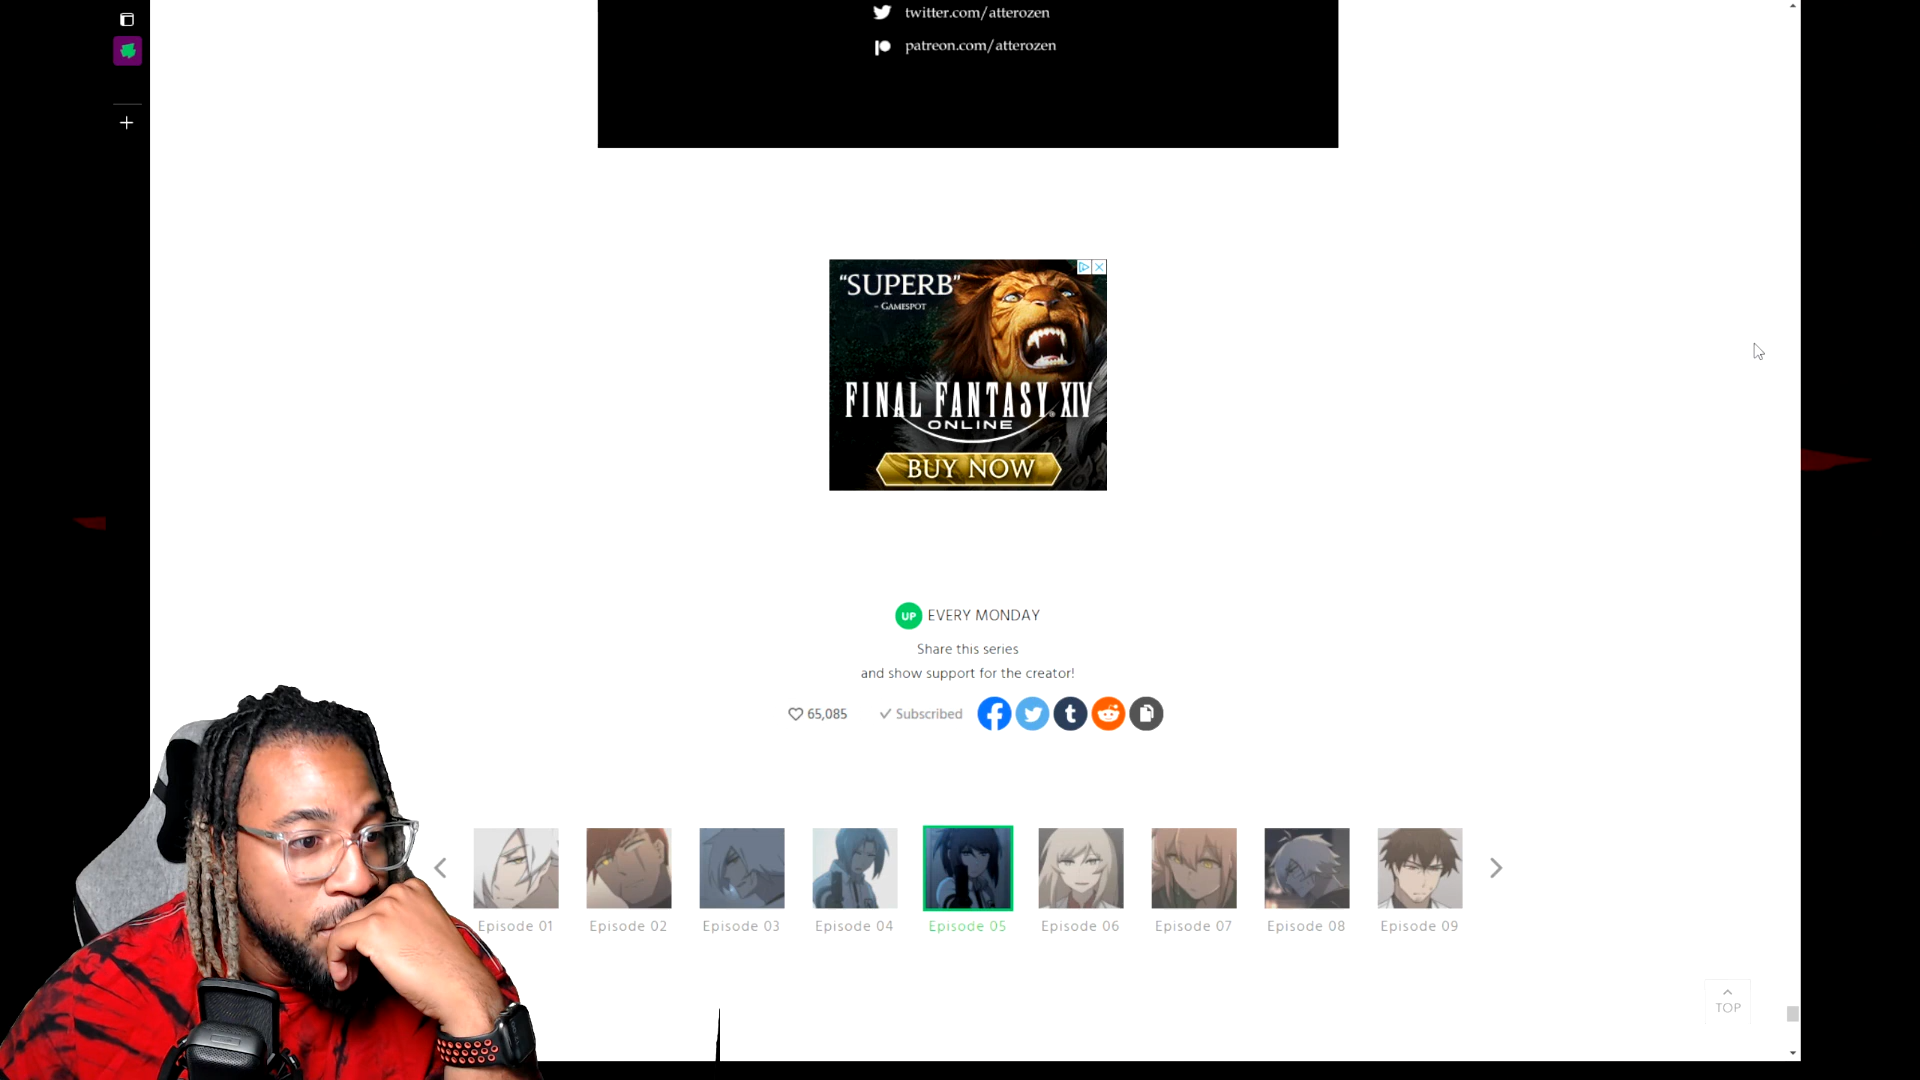 twitter.com/atterozen
patreon.com/atterozen
“SUPERB”
- GAMESPOT
FINAL FANTASY XIV
ONLINE
BUY NOW
UP EVERY MONDAY
Share this series
and show support for the creator!
65,085 Subscribed
Episode 01 Episode 02 Episode 03 Episode 04 Episode 05 Episode 06 Episode 07 Episode 08 Episode 09
TOP